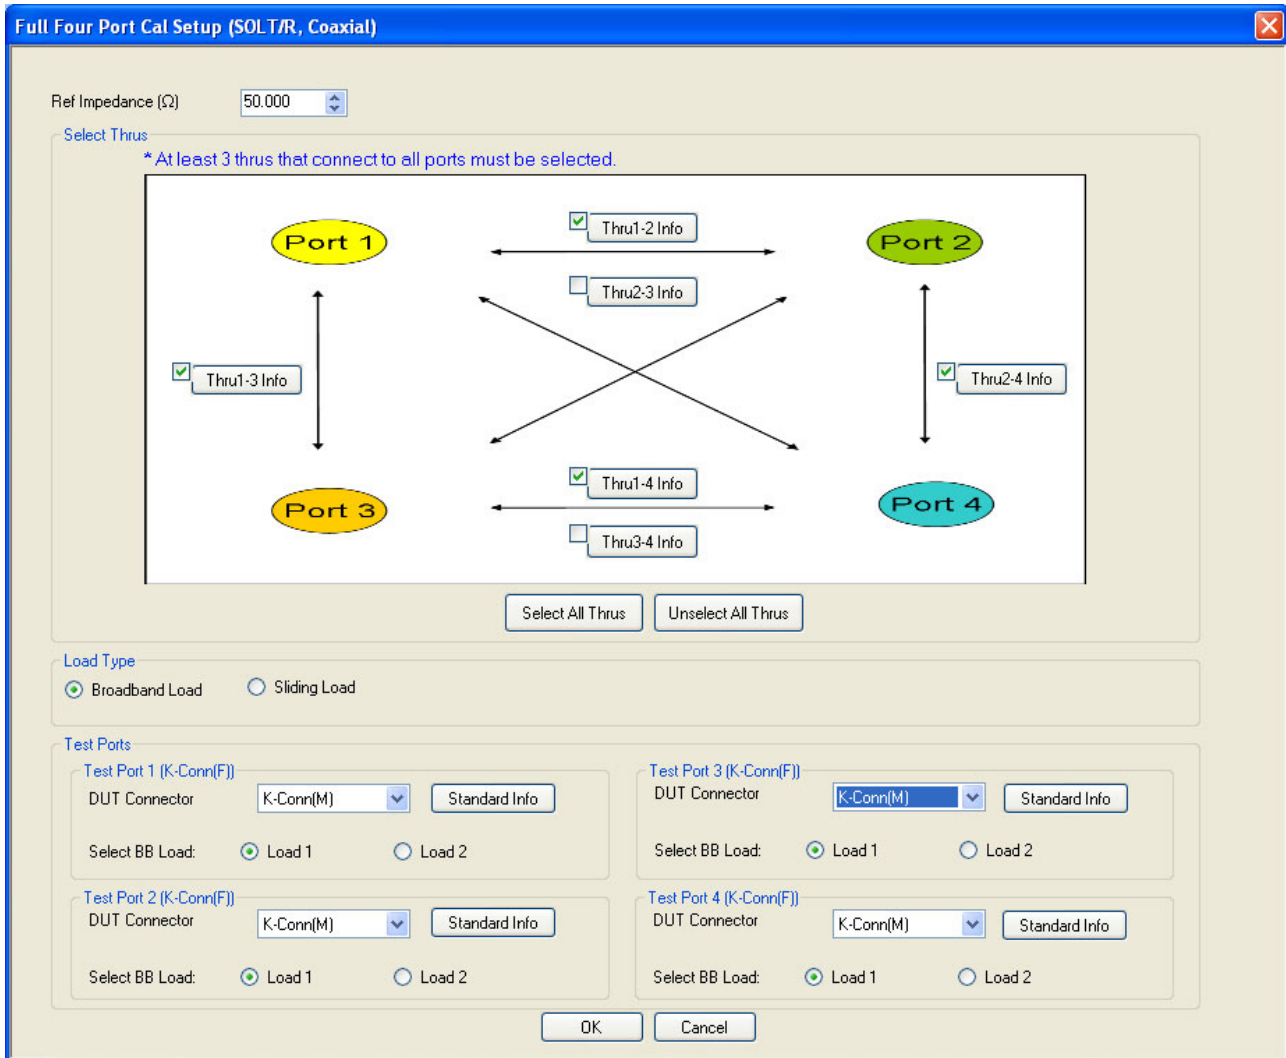 Full Four Port Cal Setup (SOLT/R, Coaxial)
Ref Impedance (Ω) 50.000
Select Thrus
* At least 3 thrus that connect to all ports must be selected.
Port 1
Thru1-2 Info
Port 2
Thru2-3 Info
Thru1-3 Info
Thru2-4 Info
Port 3
Thru1-4 Info
Port 4
Thru3-4 Info
Select All Thrus Unselect All Thrus
Load Type
Broadband Load Sliding Load
Test Ports
Test Port 1 (K-Conn(F))
DUT Connector K-Conn(M) Standard Info
Select BB Load: Load 1 Load 2
Test Port 3 (K-Conn(F))
DUT Connector K-Conn(M) Standard Info
Select BB Load: Load 1 Load 2
Test Port 2 (K-Conn(F))
DUT Connector K-Conn(M) Standard Info
Select BB Load: Load 1 Load 2
Test Port 4 (K-Conn(F))
DUT Connector K-Conn(M) Standard Info
Select BB Load: Load 1 Load 2
OK Cancel